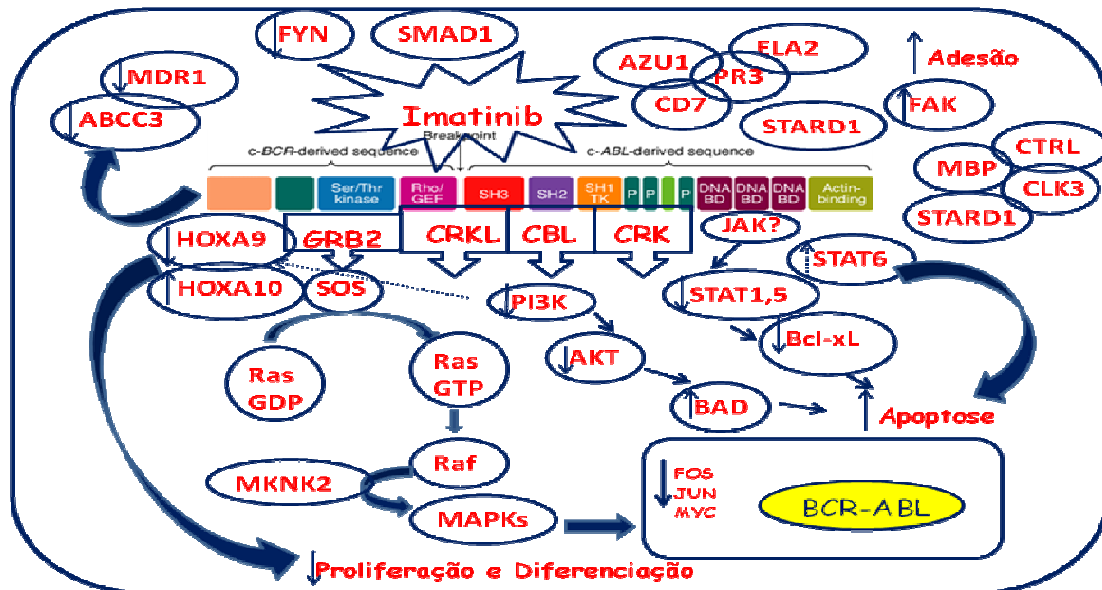 FYN
SMAD1
AZU1
ELA2
PR3
CD7
STARD1
Adesão
FAK
MDR1
ABCC3
Imatinib
Breakpoint
c-BCR-derived sequence
c-ABL-derived sequence
CTRL
MBP
CLK3
STARD1
Ser/Thr
kinase
Rho/
GEF
SH3
SH2
SH1
TK
P
P
P
DNA
BD
DNA
BD
DNA
BD
Actin-
binding
HOXA9
GRB2
CRKL
CBL
CRK
JAK?
STAT6
HOXA10
SOS
PI3K
STAT1,5
Bcl-xL
AKT
Ras
GDP
Ras
GTP
BAD
Apoptose
Raf
MKNK2
MAPKs
FOS
JUN
MYC
BCR-ABL
Proliferação e Diferenciação